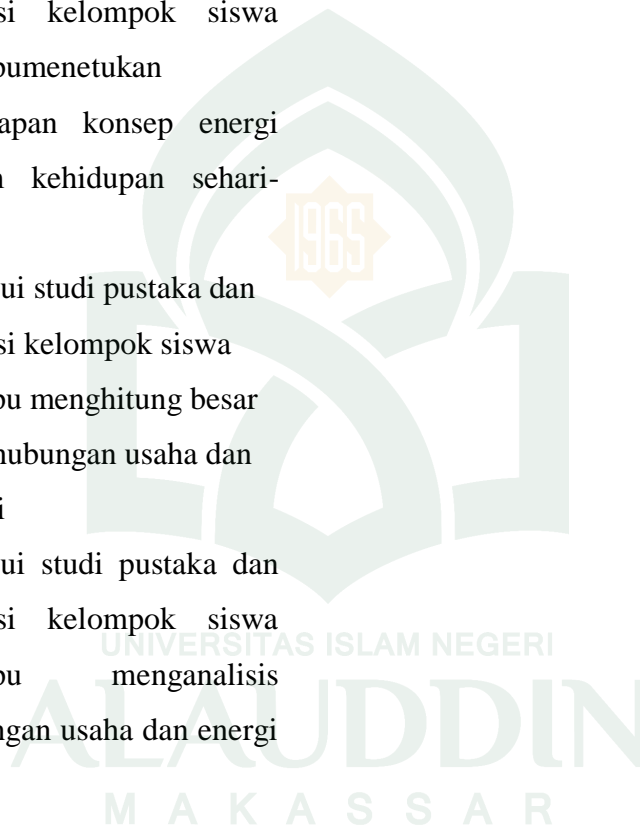 si kelompok siswa
pumenetukan
apan konsep energi
kehidupan sehari-
ui studi pustaka dan
si kelompok siswa
pu menghitung besar
hubungan usaha dan
i
ui studi pustaka dan
si kelompok siswa
pu menganalisis
ngan usaha dan energi
1965
UNIVERSITAS ISLAM NEGERI
ALAUDDIN
MAKASSAR